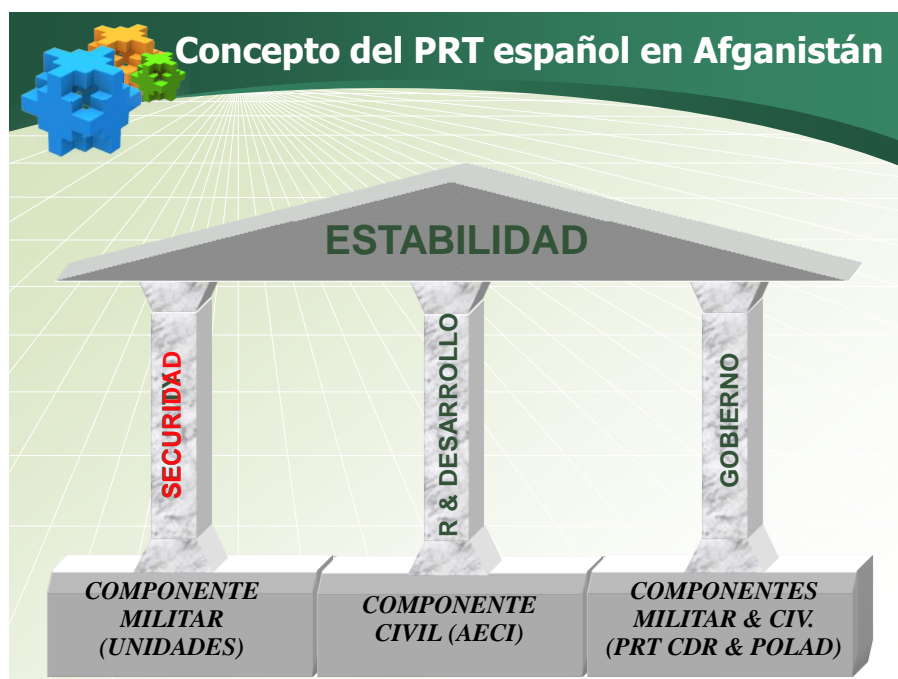 Concepto del PRT español en Afganistán
ESTABILIDAD
SECURIDAD
R & DESARROLLO
GOBIERNO
COMPONENTE
MILITAR
(UNIDADES)
COMPONENTE
CIVIL (AECI)
COMPONENTES
MILITAR & CIV.
(PRT CDR & POLAD)